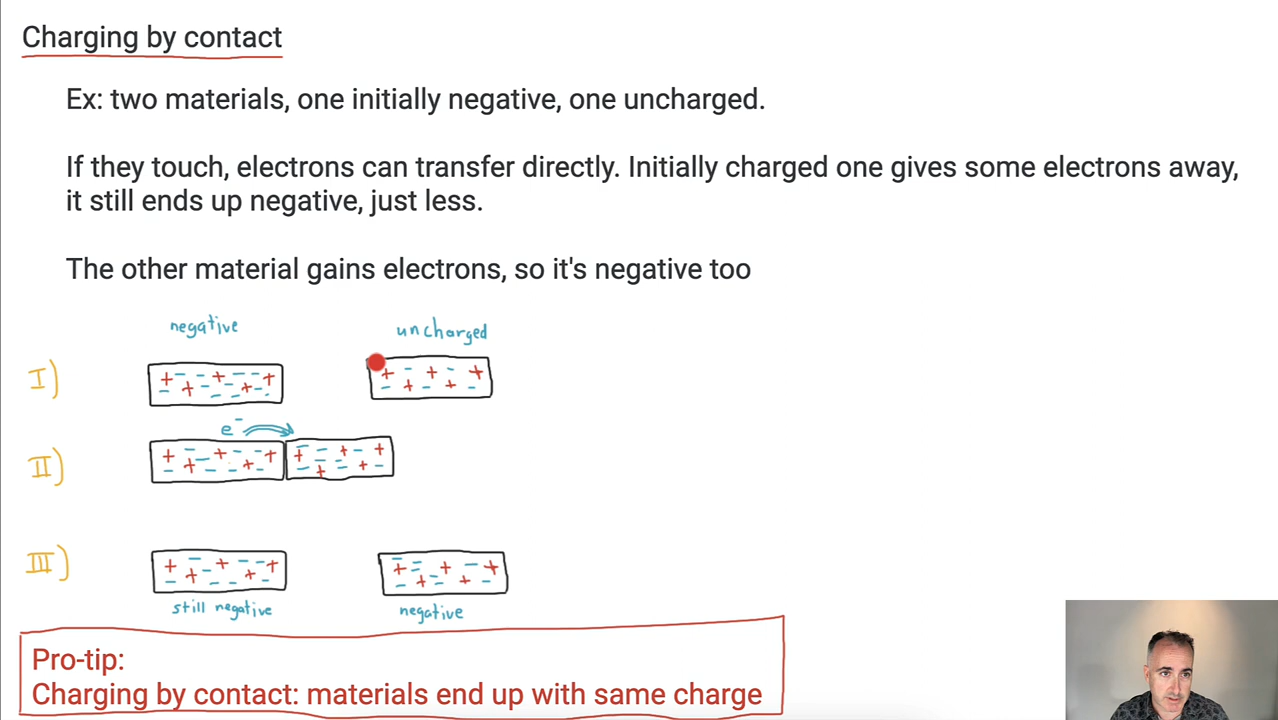 Charging by contact
Ex: two materials, one initially negative, one uncharged.
If they touch, electrons can transfer directly. Initially charged one gives some electrons away,
it still ends up negative, just less.
The other material gains electrons, so it's negative too
negative uncharged
I)
e⁻
II)
III)
still negative negative
Pro-tip:
Charging by contact: materials end up with same charge